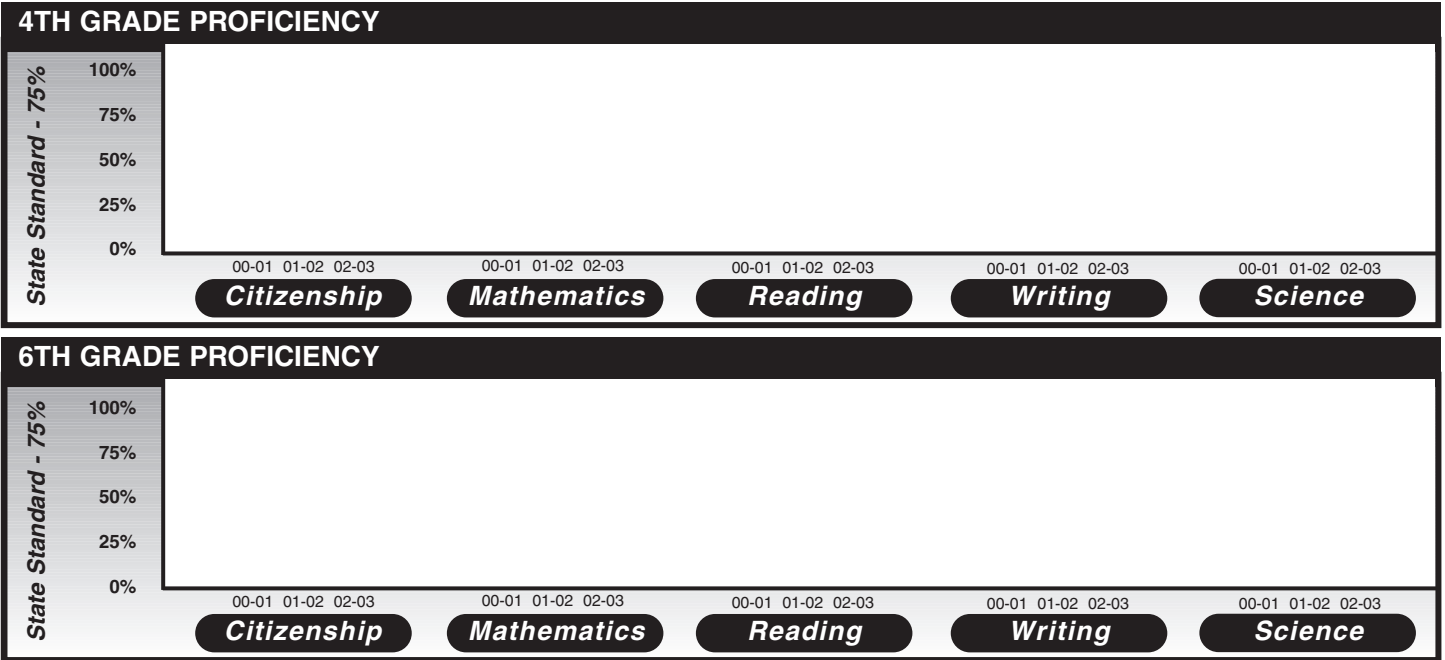 4TH GRADE PROFICIENCY
State Standard - 75%
100%
75%
50%
25%
0%
00-01 01-02 02-03 00-01 01-02 02-03 00-01 01-02 02-03 00-01 01-02 02-03 00-01 01-02 02-03
Citizenship Mathematics Reading Writing Science
6TH GRADE PROFICIENCY
State Standard - 75%
100%
75%
50%
25%
0%
00-01 01-02 02-03 00-01 01-02 02-03 00-01 01-02 02-03 00-01 01-02 02-03 00-01 01-02 02-03
Citizenship Mathematics Reading Writing Science